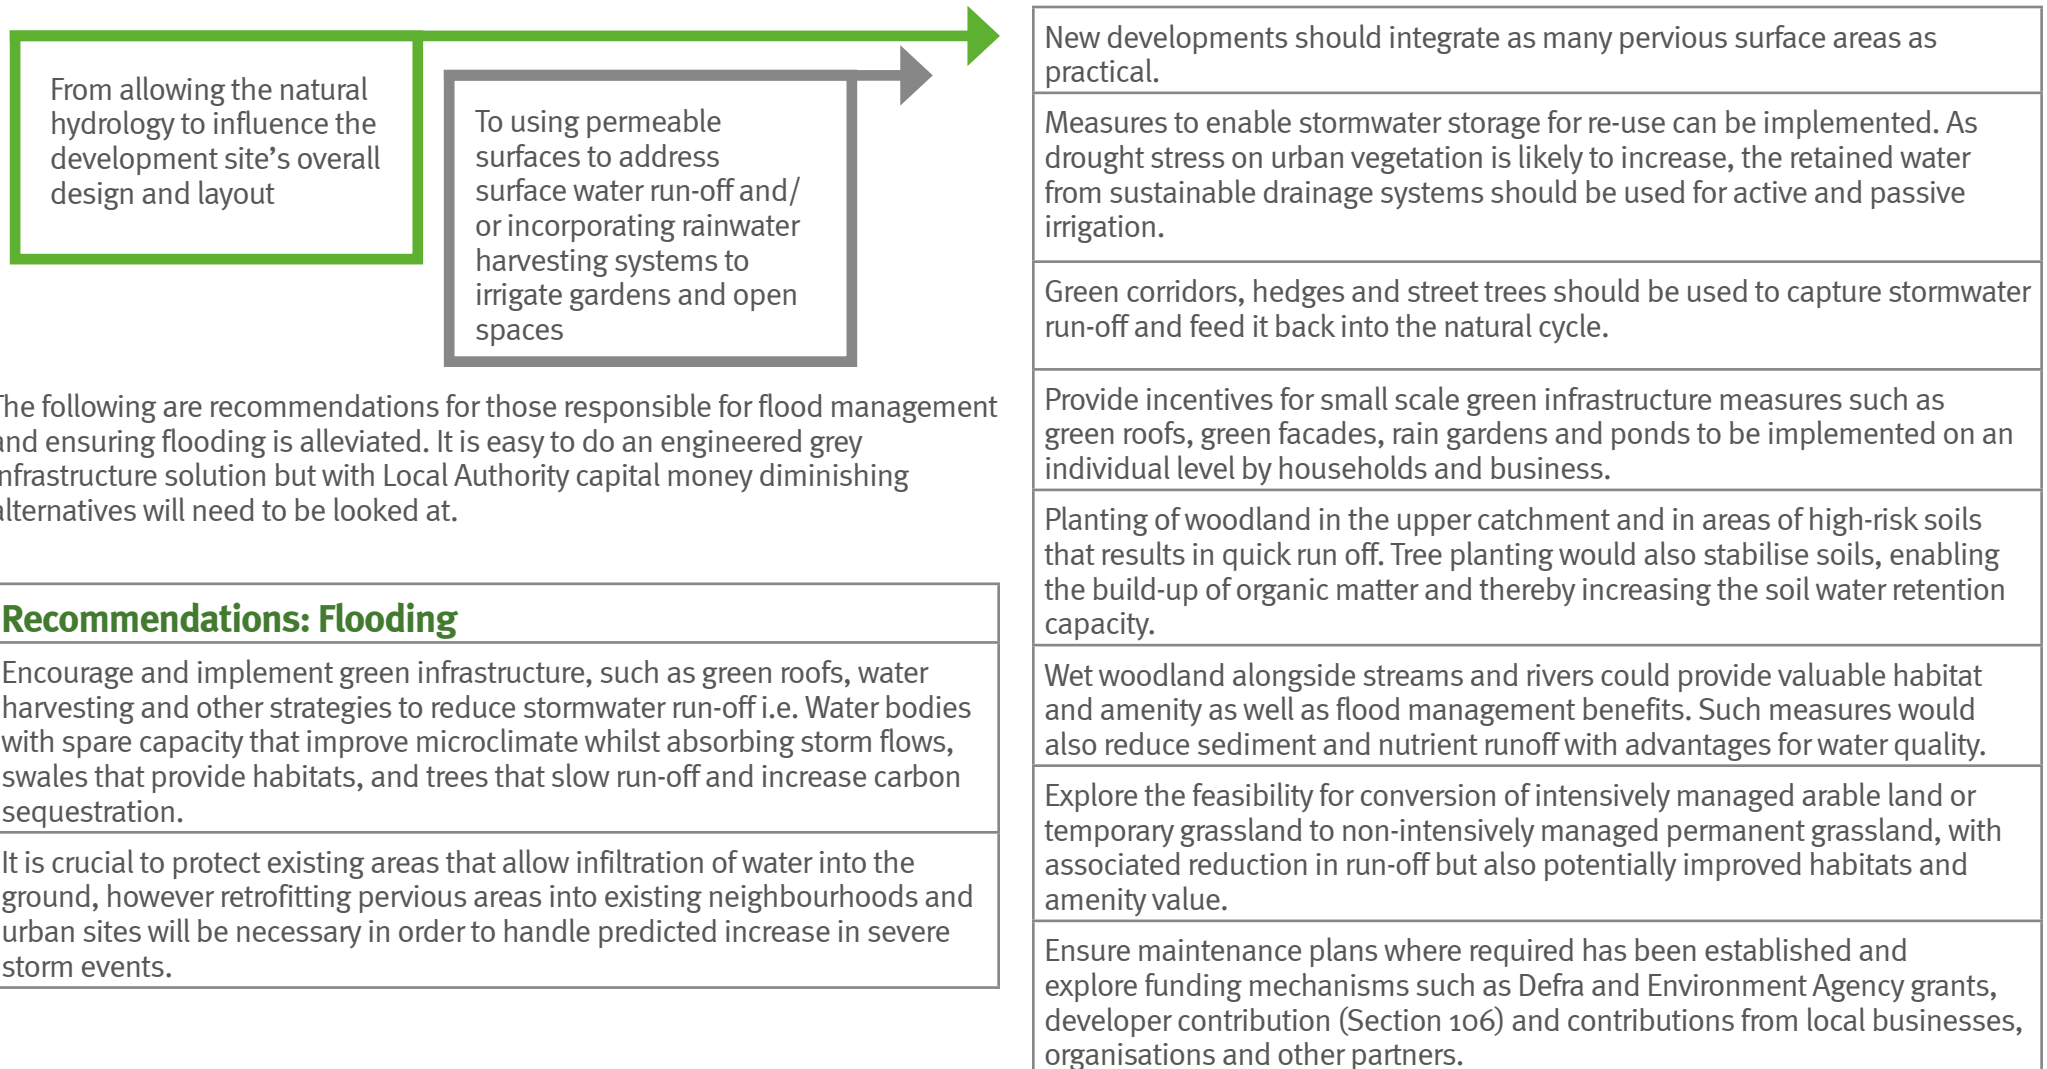 From allowing the natural
hydrology to influence the
development site's overall
design and layout
To using permeable
surfaces to address
surface water run-off and/
or incorporating rainwater
harvesting systems to
irrigate gardens and open
spaces
The following are recommendations for those responsible for flood management
and ensuring flooding is alleviated. It is easy to do an engineered grey
infrastructure solution but with Local Authority capital money diminishing
alternatives will need to be looked at.
Recommendations: Flooding
Encourage and implement green infrastructure, such as green roofs, water
harvesting and other strategies to reduce stormwater run-off i.e. Water bodies
with spare capacity that improve microclimate whilst absorbing storm flows,
swales that provide habitats, and trees that slow run-off and increase carbon
sequestration.
It is crucial to protect existing areas that allow infiltration of water into the
ground, however retrofitting pervious areas into existing neighbourhoods and
urban sites will be necessary in order to handle predicted increase in severe
storm events.
New developments should integrate as many pervious surface areas as
practical.
Measures to enable stormwater storage for re-use can be implemented. As
drought stress on urban vegetation is likely to increase, the retained water
from sustainable drainage systems should be used for active and passive
irrigation.
Green corridors, hedges and street trees should be used to capture stormwater
run-off and feed it back into the natural cycle.
Provide incentives for small scale green infrastructure measures such as
green roofs, green facades, rain gardens and ponds to be implemented on an
individual level by households and business.
Planting of woodland in the upper catchment and in areas of high-risk soils
that results in quick run off. Tree planting would also stabilise soils, enabling
the build-up of organic matter and thereby increasing the soil water retention
capacity.
Wet woodland alongside streams and rivers could provide valuable habitat
and amenity as well as flood management benefits. Such measures would
also reduce sediment and nutrient runoff with advantages for water quality.
Explore the feasibility for conversion of intensively managed arable land or
temporary grassland to non-intensively managed permanent grassland, with
associated reduction in run-off but also potentially improved habitats and
amenity value.
Ensure maintenance plans where required has been established and
explore funding mechanisms such as Defra and Environment Agency grants,
developer contribution (Section 106) and contributions from local businesses,
organisations and other partners.